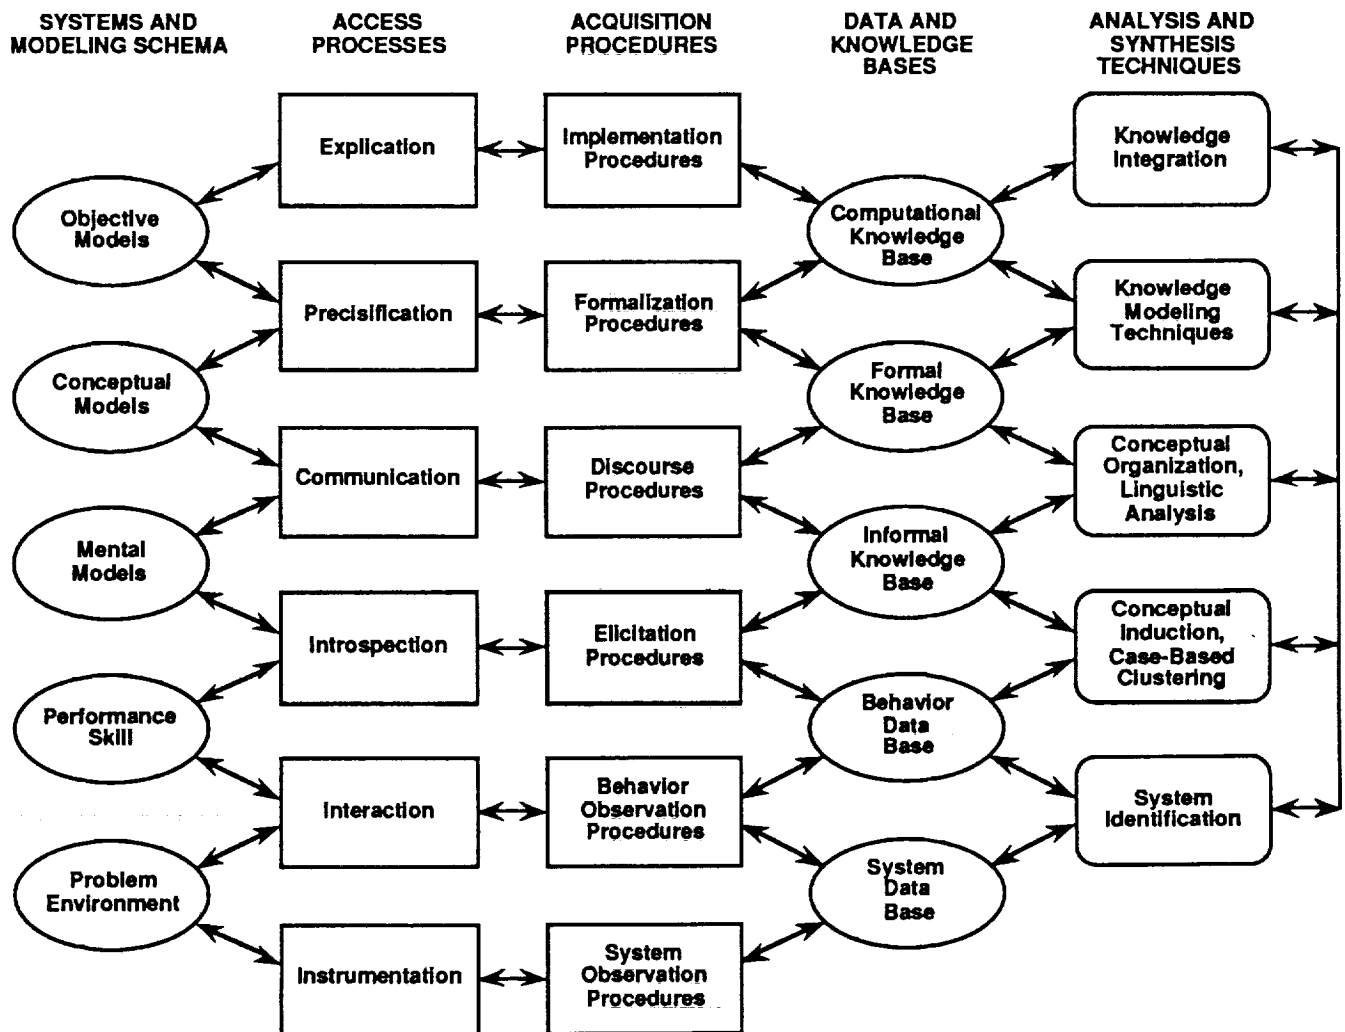 SYSTEMS AND
MODELING SCHEMA
ACCESS
PROCESSES
ACQUISITION
PROCEDURES
DATA AND
KNOWLEDGE
BASES
ANALYSIS AND
SYNTHESIS
TECHNIQUES
Objective
Models
Conceptual
Models
Mental
Models
Performance
Skill
Problem
Environment
Explication
Precisification
Communication
Introspection
Interaction
Instrumentation
Implementation
Procedures
Formalization
Procedures
Discourse
Procedures
Elicitation
Procedures
Behavior
Observation
Procedures
System
Observation
Procedures
Computational
Knowledge
Base
Formal
Knowledge
Base
Informal
Knowledge
Base
Behavior
Data
Base
System
Data
Base
Knowledge
Integration
Knowledge
Modeling
Techniques
Conceptual
Organization,
Linguistic
Analysis
Conceptual
Induction,
Case-Based
Clustering
System
Identification